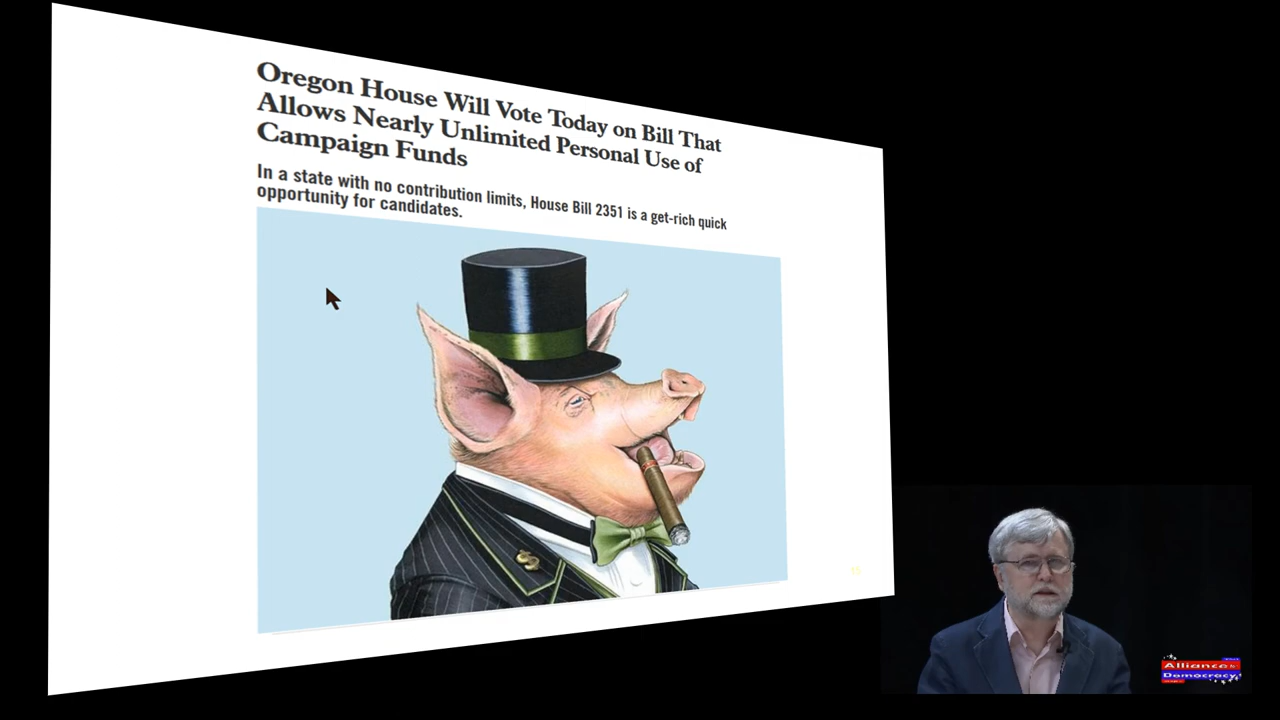 Oregon House Will Vote Today on Bill That
Allows Nearly Unlimited Personal Use of
Campaign Funds
In a state with no contribution limits, House Bill 2351 is a get-rich quick
opportunity for candidates.
$
Alliance
Democracy